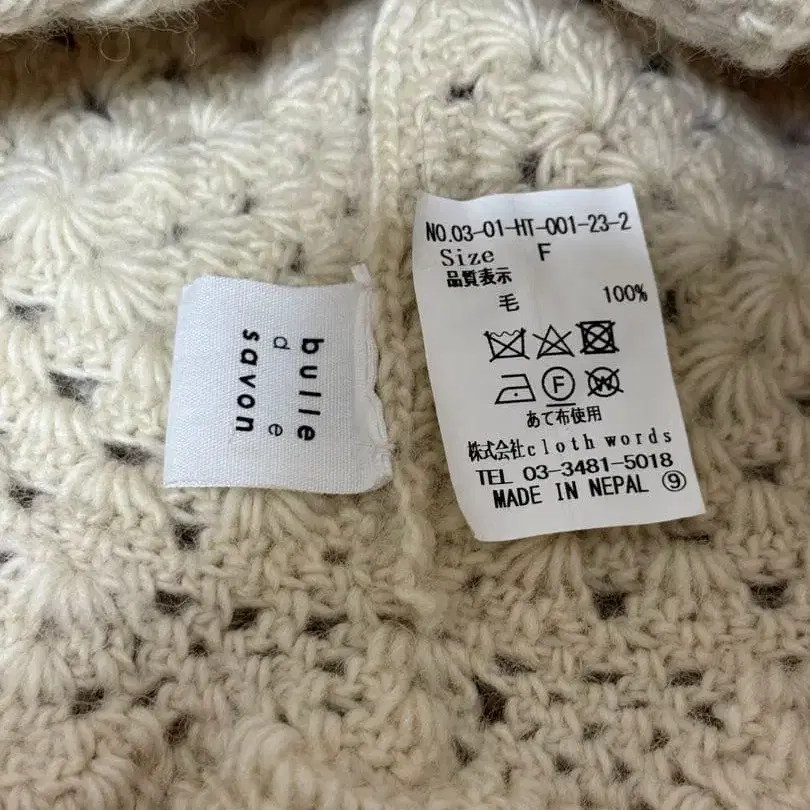 bulle
de
savon
NO.03-01-HT-001-23-2
Size F
品質表示
毛 100%
F W
あて布使用
株式会社cloth words
TEL 03-3481-5018
MADE IN NEPAL ⑨